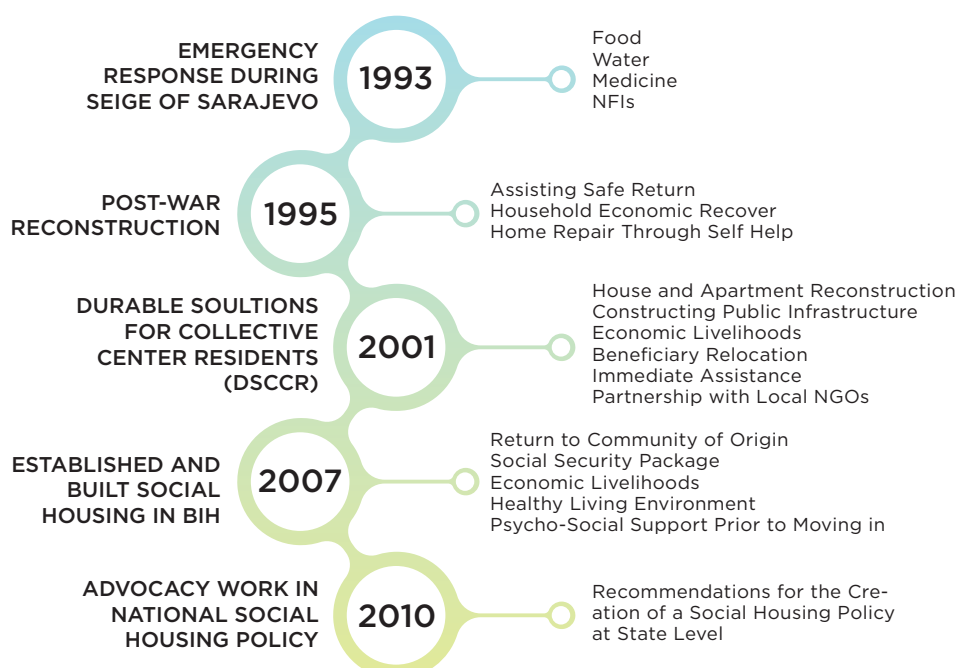 EMERGENCY
RESPONSE DURING
SEIGE OF SARAJEVO
1993
Food
Water
Medicine
NFIs
POST-WAR
RECONSTRUCTION
1995
Assisting Safe Return
Household Economic Recover
Home Repair Through Self Help
DURABLE SOULTIONS
FOR COLLECTIVE
CENTER RESIDENTS
(DSCCR)
2001
House and Apartment Reconstruction
Constructing Public Infrastructure
Economic Livelihoods
Beneficiary Relocation
Immediate Assistance
Partnership with Local NGOs
ESTABLISHED AND
BUILT SOCIAL
HOUSING IN BIH
2007
Return to Community of Origin
Social Security Package
Economic Livelihoods
Healthy Living Environment
Psycho-Social Support Prior to Moving in
ADVOCACY WORK IN
NATIONAL SOCIAL
HOUSING POLICY
2010
Recommendations for the Cre-
ation of a Social Housing Policy
at State Level